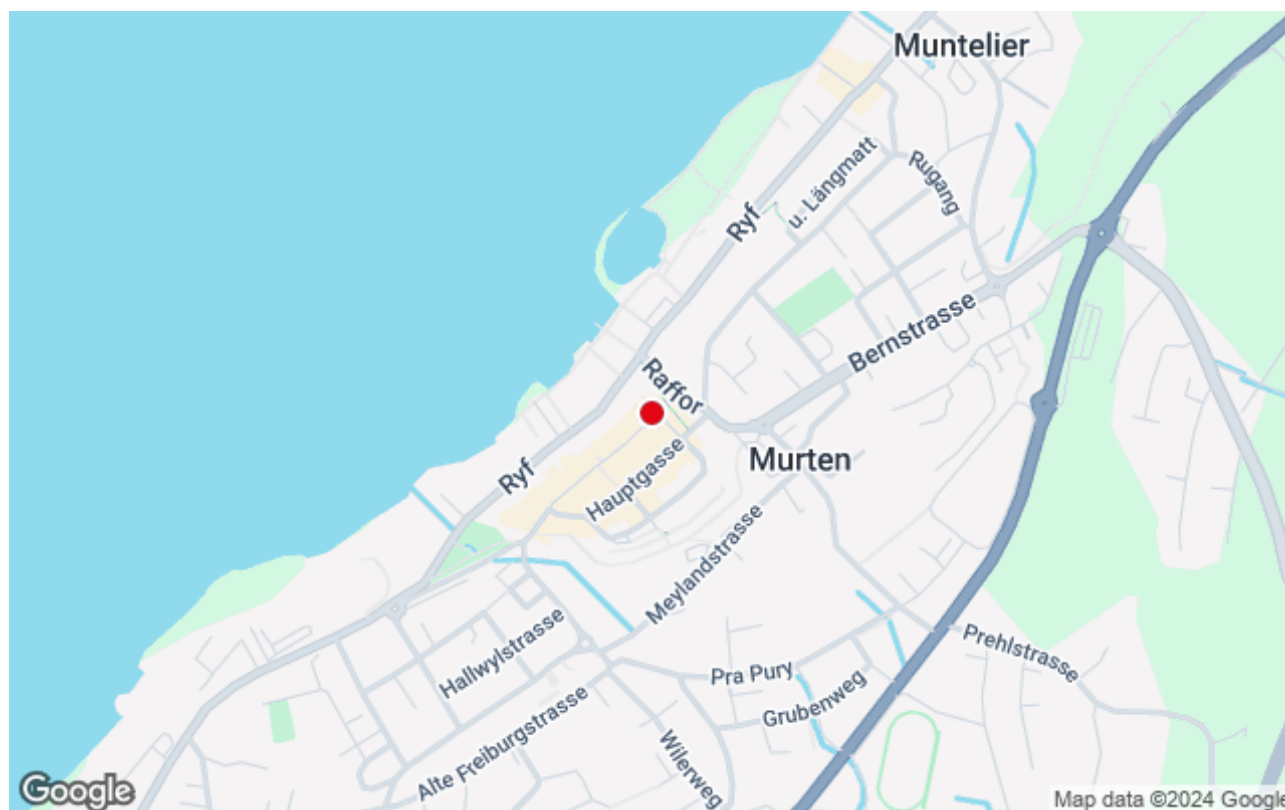 Muntelier
u. Längmatt
Rugang
Ryf
Bernstrasse
Raffor
Murten
Ryf
Hauptgasse
Meylandstrasse
Hallwylstrasse
Pra Pury
Prehlstrasse
Grubenweg
Alte Freiburgstrasse
Wilerweg
Google
Map data ©2024 Google